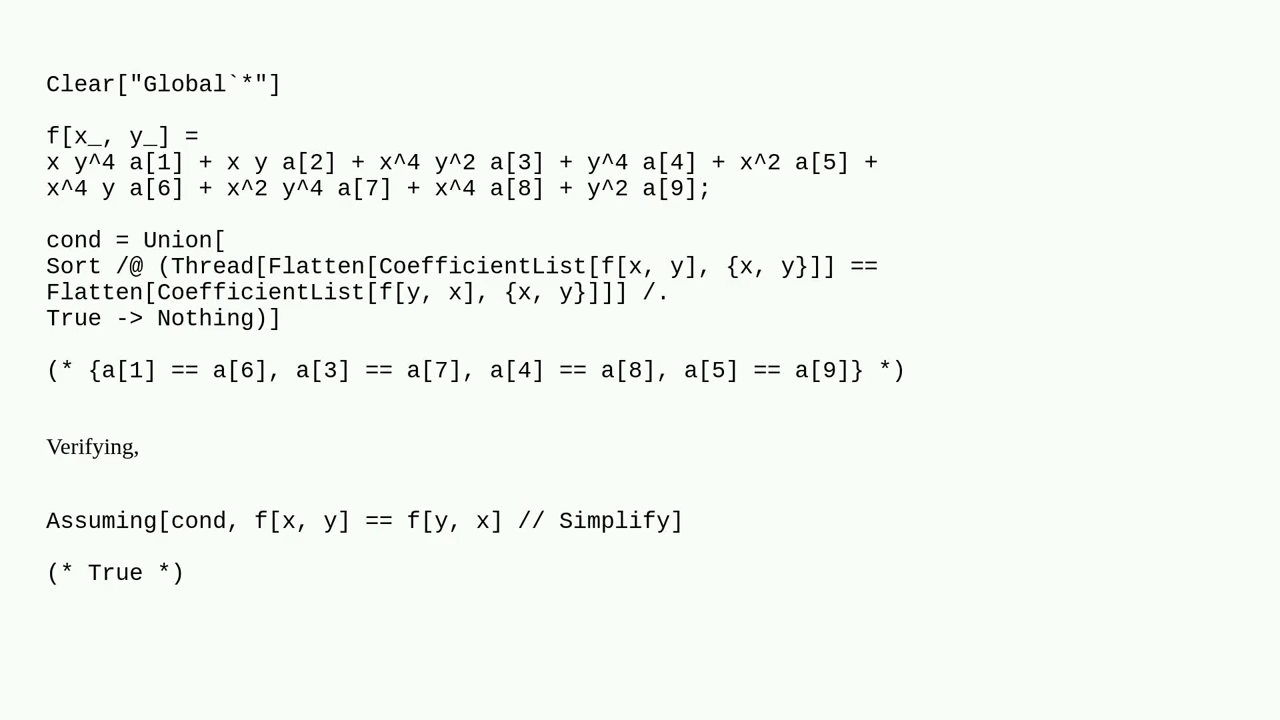 Clear["Global`*"]
f[x_, y_] =
x y^4 a[1] + x y a[2] + x^4 y^2 a[3] + y^4 a[4] + x^2 a[5] +
x^4 y a[6] + x^2 y^4 a[7] + x^4 a[8] + y^2 a[9];
cond = Union[
Sort /@ (Thread[Flatten[CoefficientList[f[x, y], {x, y}]] ==
Flatten[CoefficientList[f[y, x], {x, y}]]] /.
True -> Nothing)]
(* {a[1] == a[6], a[3] == a[7], a[4] == a[8], a[5] == a[9]} *)
Verifying,
Assuming[cond, f[x, y] == f[y, x] // Simplify]
(* True *)